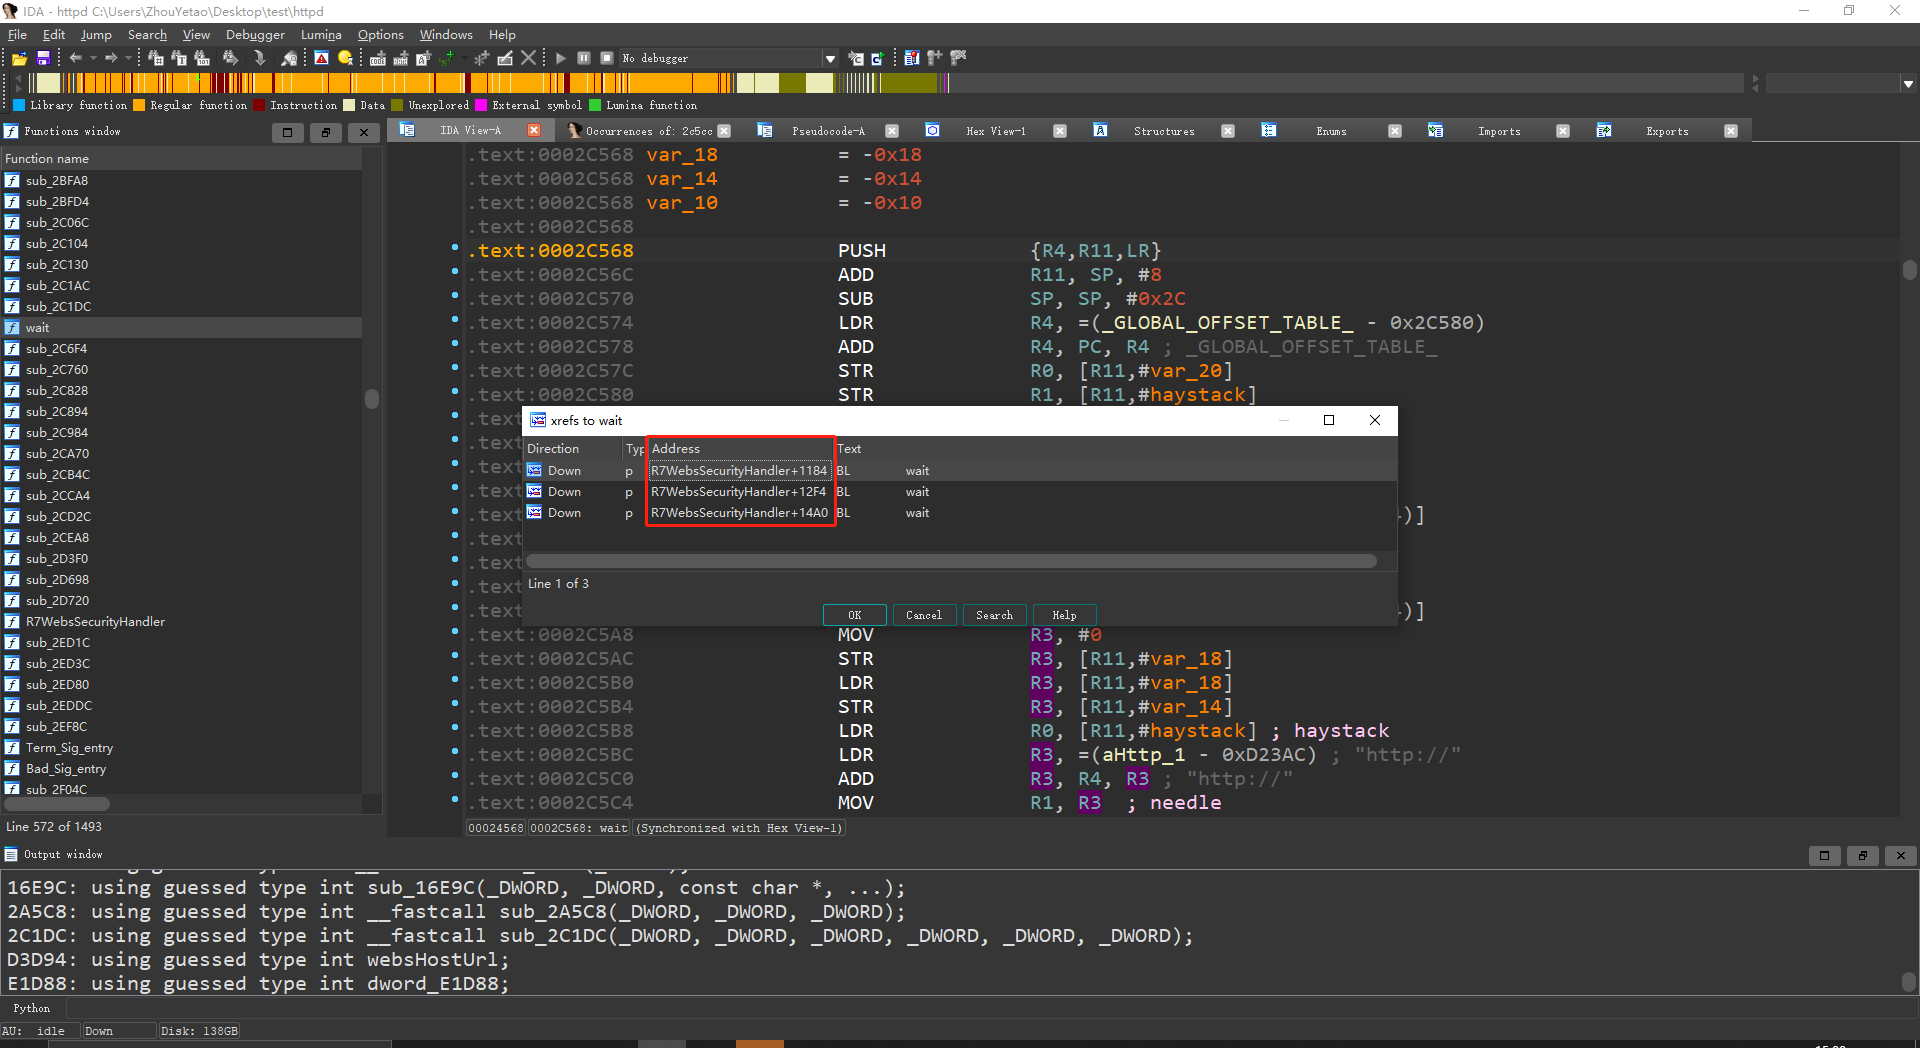 IDA - httpd C:\Users\ZhouYetao\Desktop\test\httpd
File Edit Jump Search View Debugger Lumina Options Windows Help
No debugger
Library function Regular function Instruction Data Unexplored External symbol Lumina function
Functions window
IDA View-A Occurrences of: 2c5cc Pseudocode-A Hex View-1 Structures Enums Imports Exports
Function name
sub_2BFA8
sub_2BFD4
sub_2C06C
sub_2C104
sub_2C130
sub_2C1AC
sub_2C1DC
wait
sub_2C6F4
sub_2C760
sub_2C828
sub_2C894
sub_2C984
sub_2CA70
sub_2CB4C
sub_2CCA4
sub_2CD2C
sub_2CEA8
sub_2D3F0
sub_2D698
sub_2D720
R7WebsSecurityHandler
sub_2ED1C
sub_2ED3C
sub_2ED80
sub_2EDDC
sub_2EF8C
Term_Sig_entry
Bad_Sig_entry
sub_2F04C
Line 572 of 1493
.text:0002C568 var_18 = -0x18
.text:0002C568 var_14 = -0x14
.text:0002C568 var_10 = -0x10
.text:0002C568
.text:0002C568 PUSH {R4,R11,LR}
.text:0002C56C ADD R11, SP, #8
.text:0002C570 SUB SP, SP, #0x2C
.text:0002C574 LDR R4, =(_GLOBAL_OFFSET_TABLE_ - 0x2C580)
.text:0002C578 ADD R4, PC, R4 ; _GLOBAL_OFFSET_TABLE_
.text:0002C57C STR R0, [R11,#var_20]
.text:0002C580 STR R1, [R11,#haystack]
.text
.text
.text
.text
.text )]
.text
.text
.text
.text )]
xrefs to wait
Direction Typ Address Text
Down p R7WebsSecurityHandler+1184 BL wait
Down p R7WebsSecurityHandler+12F4 BL wait
Down p R7WebsSecurityHandler+14A0 BL wait
Line 1 of 3
OK Cancel Search Help
.text:0002C5A8 MOV R3, #0
.text:0002C5AC STR R3, [R11,#var_18]
.text:0002C5B0 LDR R3, [R11,#var_18]
.text:0002C5B4 STR R3, [R11,#var_14]
.text:0002C5B8 LDR R0, [R11,#haystack] ; haystack
.text:0002C5BC LDR R3, =(aHttp_1 - 0xD23AC) ; "http://"
.text:0002C5C0 ADD R3, R4, R3 ; "http://"
.text:0002C5C4 MOV R1, R3 ; needle
00024568 0002C568: wait (Synchronized with Hex View-1)
Output window
16E9C: using guessed type int sub_16E9C(_DWORD, _DWORD, const char *, ...);
2A5C8: using guessed type int __fastcall sub_2A5C8(_DWORD, _DWORD, _DWORD);
2C1DC: using guessed type int __fastcall sub_2C1DC(_DWORD, _DWORD, _DWORD, _DWORD, _DWORD, _DWORD);
D3D94: using guessed type int websHostUrl;
E1D88: using guessed type int dword_E1D88;
Python
AU: idle Down Disk: 138GB